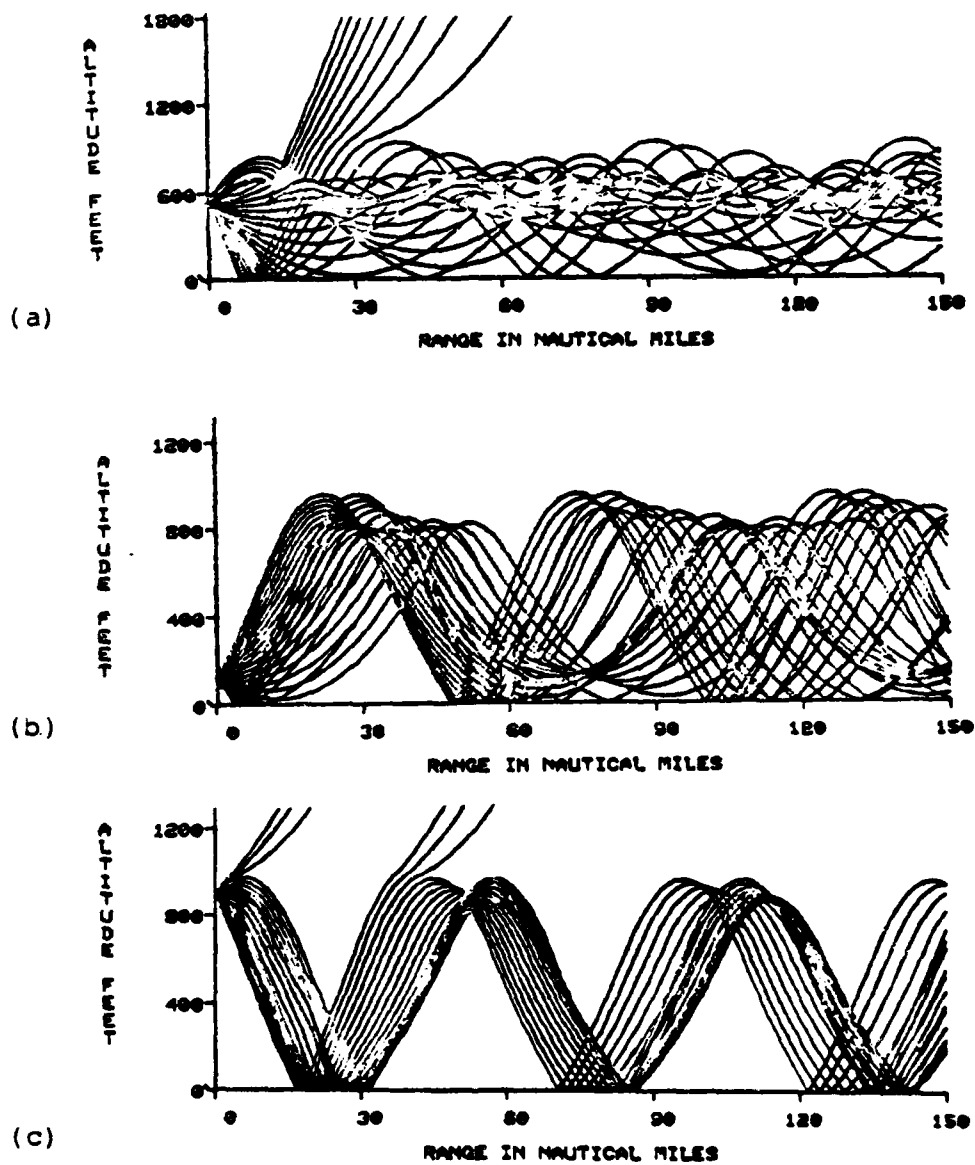 (a)
ALTITUDE FEET
1800
1200
600
0
0 30 60 90 120 150
RANGE IN NAUTICAL MILES
(b)
ALTITUDE FEET
1200
800
400
0
0 30 60 90 120 150
RANGE IN NAUTICAL MILES
(c)
ALTITUDE FEET
1200
800
400
0
0 30 60 90 120 150
RANGE IN NAUTICAL MILES